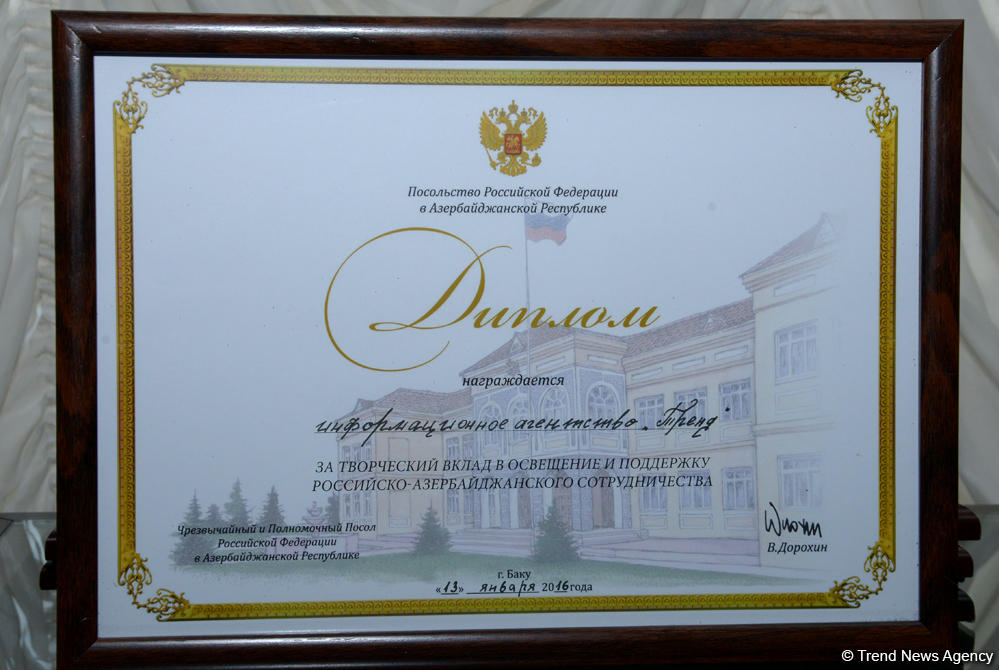 Посольство Российской Федерации
в Азербайджанской Республике
Диплом
награждается
информационное агентство „Тренд"
ЗА ТВОРЧЕСКИЙ ВКЛАД В ОСВЕЩЕНИЕ И ПОДДЕРЖКУ
РОССИЙСКО-АЗЕРБАЙДЖАНСКОГО СОТРУДНИЧЕСТВА
Чрезвычайный и Полномочный Посол
Российской Федерации
в Азербайджанской Республике
В.Дорохин
г. Баку
«13» января 2016 года
© Trend News Agency